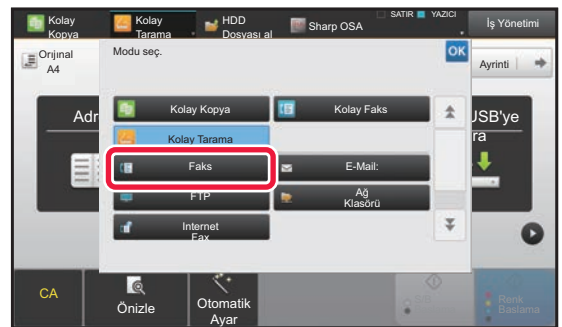 Kolay
Kopya
Kolay
Tarama
HDD
Dosyası al
Sharp OSA
SATIR
YAZICI
İş Yönetimi
Orijinal
A4
Modu seç.
OK
Ayrinti
Adr
Kolay Kopya
Kolay Faks
Kolay Tarama
Faks
E-Mail:
FTP
Ağ
Klasörü
Internet
Fax
USB'ye
ra
CA
Önizle
Otomatik
Ayar
Renk
Baslama